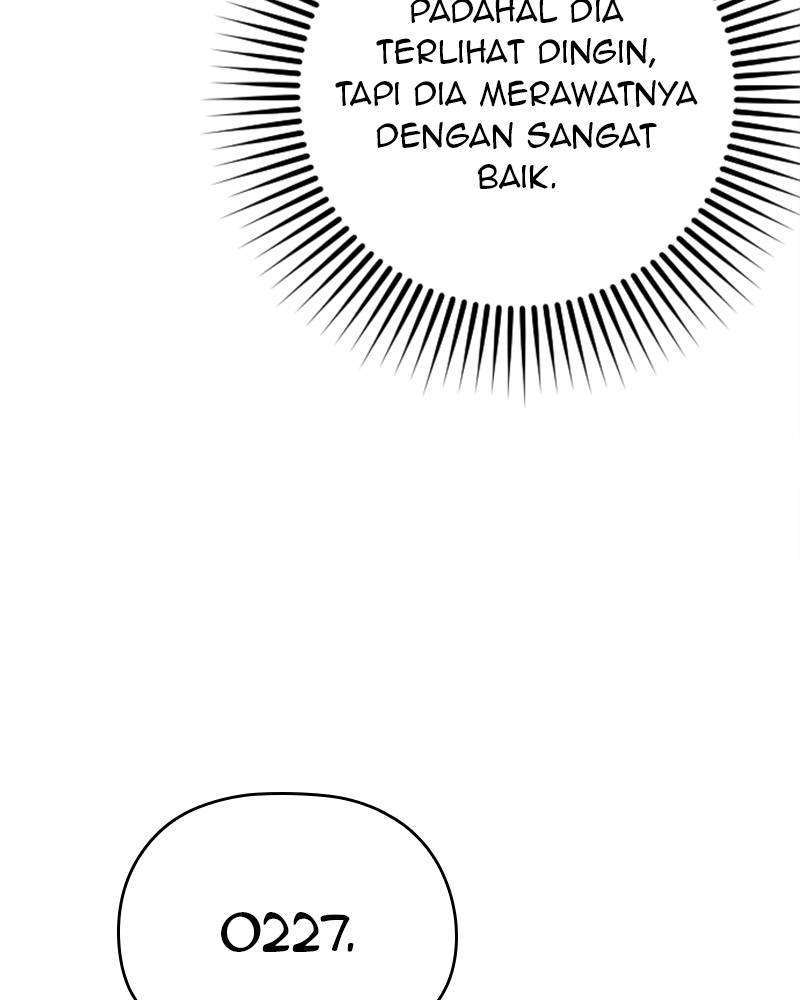 PADAHAL DIA
TERLIHAT DINGIN,
TAPI DIA MERAWATNYA
DENGAN SANGAT
BAIK.
0227.